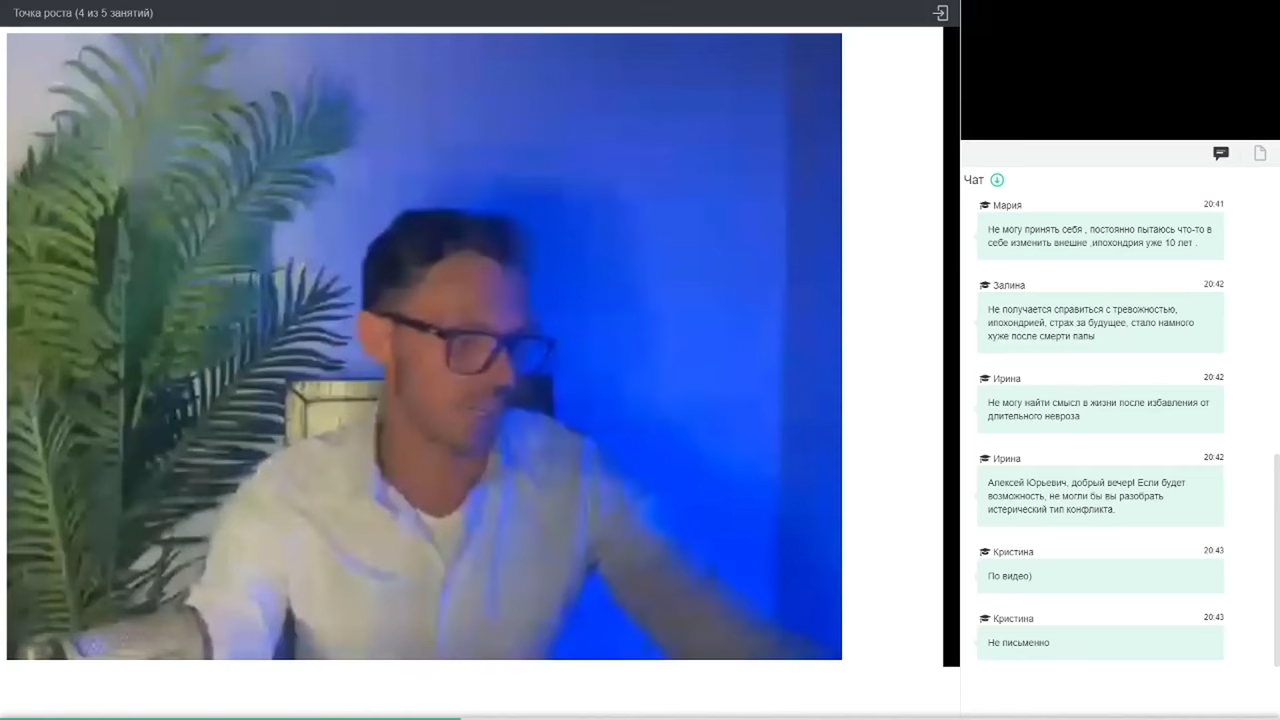 Точка роста (4 из 5 занятий)
Чат
Мария 20:41
Не могу принять себя , постоянно пытаюсь что-то в
себе изменить внешне ,ипохондрия уже 10 лет .
Залина 20:42
Не получается справиться с тревожностью,
ипохондрией, страх за будущее, стало намного
хуже после смерти папы
Ирина 20:42
Не могу найти смысл в жизни после избавления от
длительного невроза
Ирина 20:42
Алексей Юрьевич, добрый вечер! Если будет
возможность, не могли бы вы разобрать
истерический тип конфликта.
Кристина 20:43
По видео)
Кристина 20:43
Не письменно